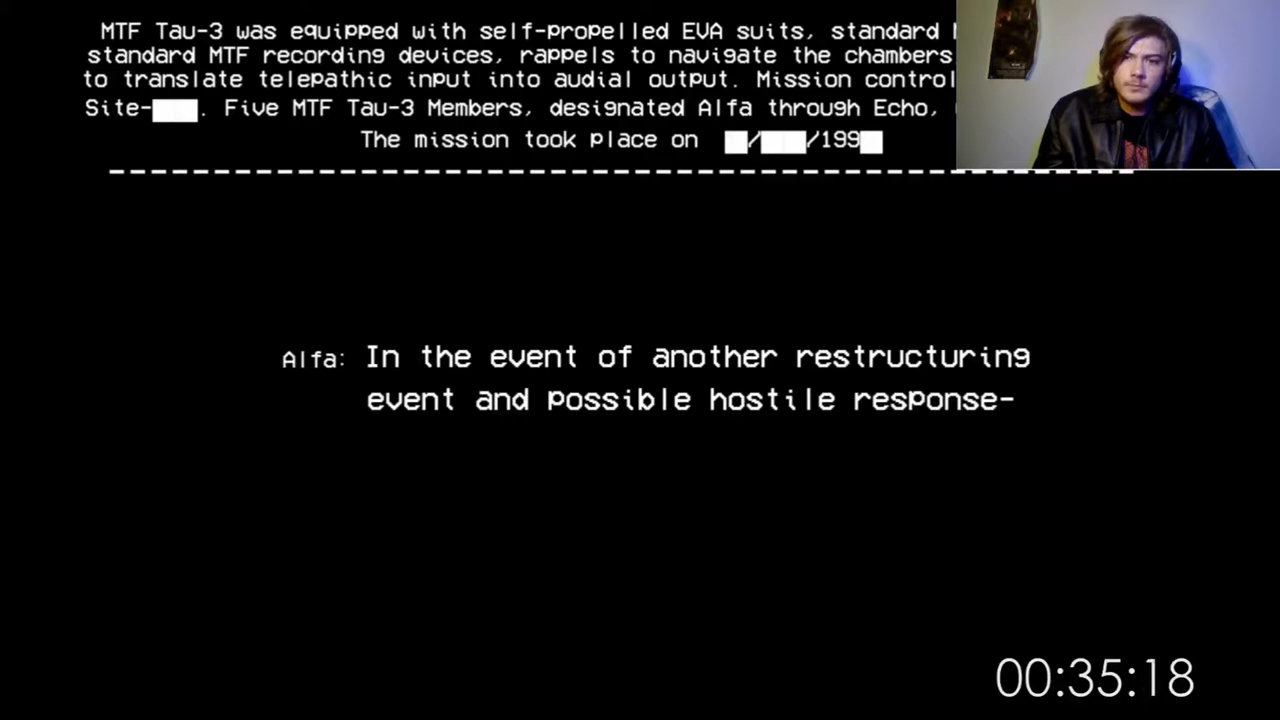 MTF Tau-3 was equipped with self-propelled EVA suits, standard
standard MTF recording devices, rappels to navigate the chambers,
to translate telepathic input into audial output. Mission control
Site-███. Five MTF Tau-3 Members, designated Alfa through Echo,
The mission took place on █/██/199█
Alfa: In the event of another restructuring
event and possible hostile response-
00:35:18